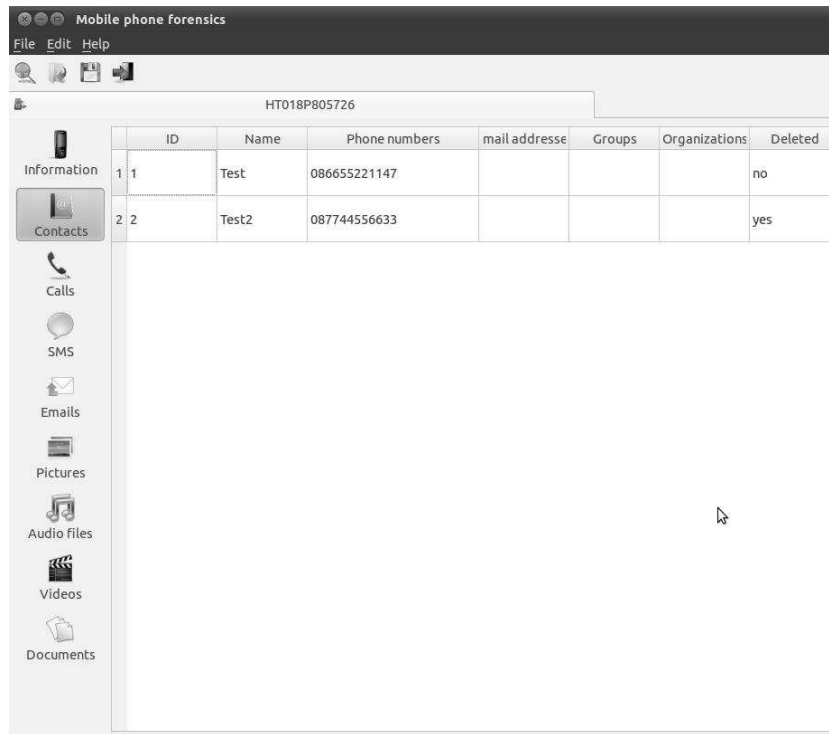 Mobile phone forensics
File Edit Help
HT018P805726
ID Name Phone numbers mail addresse Groups Organizations Deleted
Information
1 1 Test 086655221147 no
Contacts
2 2 Test2 087744556633 yes
Calls
SMS
Emails
Pictures
Audio files
Videos
Documents